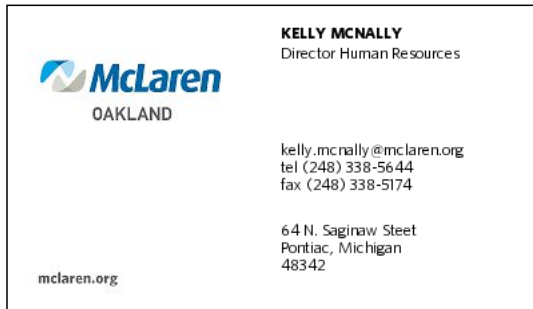 McLaren
OAKLAND
mclaren.org
KELLY MCNALLY
Director Human Resources
kelly.mcnally@mclaren.org
tel (248) 338-5644
fax (248) 338-5174
64 N. Saginaw Steet
Pontiac, Michigan
48342